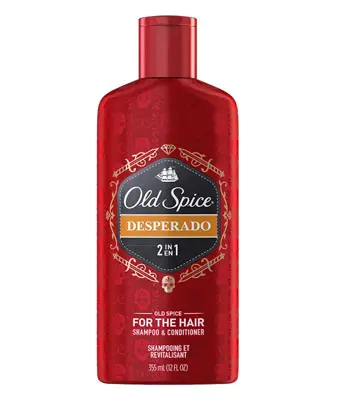 Old Spice
DESPERADO
2 IN
EN 1
OLD SPICE
FOR THE HAIR
SHAMPOO & CONDITIONER
SHAMPOOING ET
REVITALISANT
355 mL (12 FL OZ)